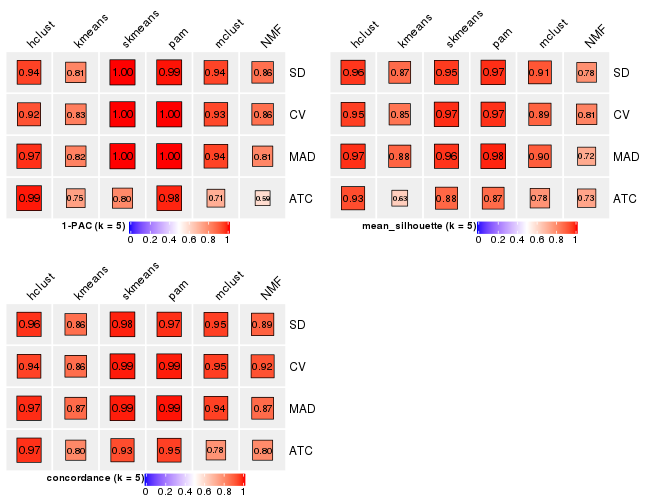 hclust kmeans skmeans pam mclust NMF
0.94 0.81 1.00 0.99 0.94 0.86 SD
0.92 0.83 1.00 1.00 0.93 0.86 CV
0.97 0.82 1.00 1.00 0.94 0.81 MAD
0.99 0.75 0.80 0.98 0.71 0.59 ATC
1-PAC (k = 5)
0 0.2 0.4 0.6 0.8 1
hclust kmeans skmeans pam mclust NMF
0.96 0.87 0.95 0.97 0.91 0.78 SD
0.95 0.85 0.97 0.97 0.89 0.81 CV
0.97 0.88 0.96 0.98 0.90 0.72 MAD
0.93 0.63 0.88 0.87 0.78 0.73 ATC
mean_silhouette (k = 5)
0 0.2 0.4 0.6 0.8 1
hclust kmeans skmeans pam mclust NMF
0.96 0.86 0.98 0.97 0.95 0.89 SD
0.94 0.86 0.99 0.99 0.95 0.92 CV
0.97 0.87 0.99 0.99 0.94 0.87 MAD
0.97 0.80 0.93 0.95 0.78 0.80 ATC
concordance (k = 5)
0 0.2 0.4 0.6 0.8 1